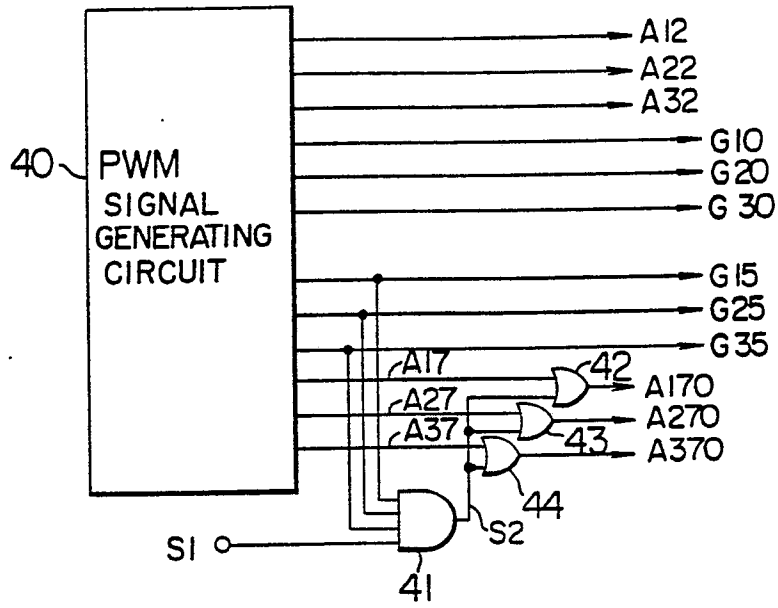 A12
A22
A32
G10
40
PWM
SIGNAL
GENERATING
CIRCUIT
G20
G30
G15
G25
G35
A17
42
A170
A27
43
A270
A37
44
A370
S2
S1
41